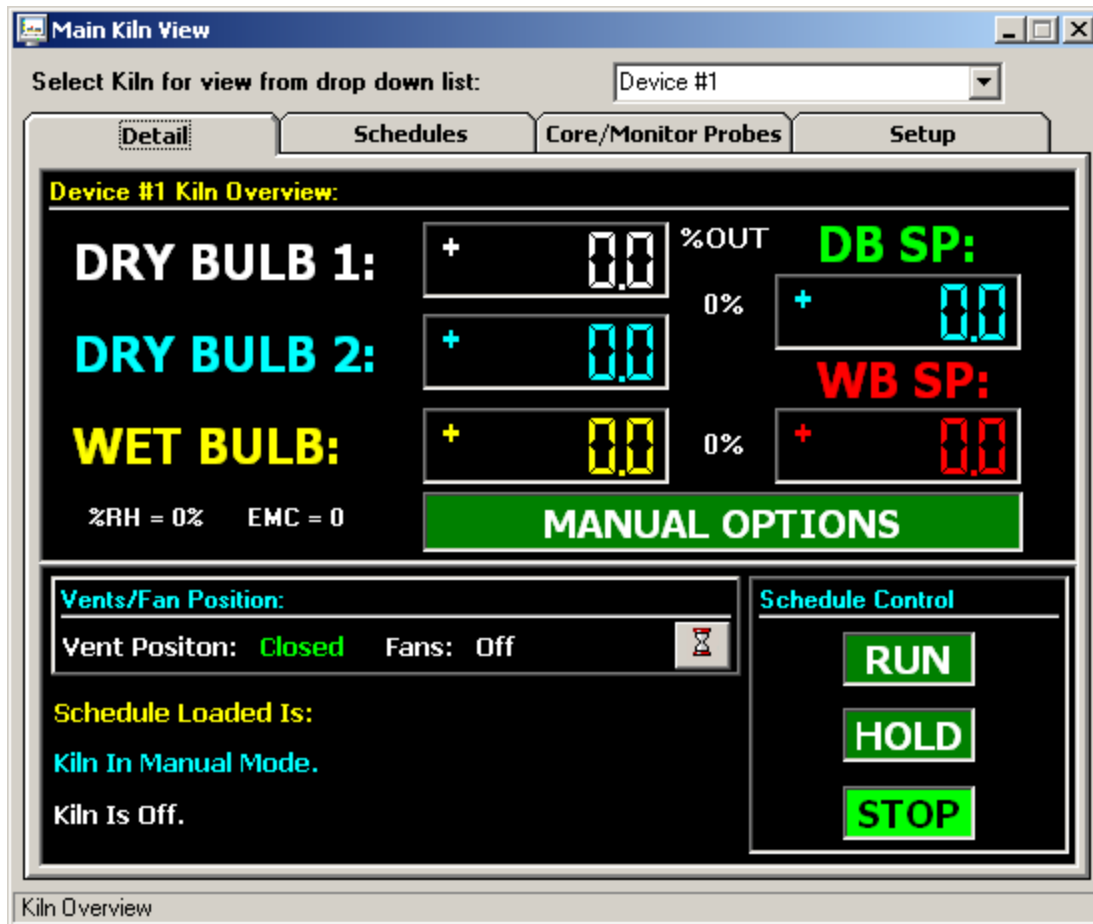 Main Kiln View
Select Kiln for view from drop down list: Device #1
Detail Schedules Core/Monitor Probes Setup
Device #1 Kiln Overview:
DRY BULB 1: + 0.0 %OUT DB SP:
0% + 0.0
DRY BULB 2: + 0.0
WB SP:
WET BULB: + 0.0 0% + 0.0
%RH = 0% EMC = 0 MANUAL OPTIONS
Vents/Fan Position:
Vent Positon: Closed Fans: Off
Schedule Loaded Is:
Kiln In Manual Mode.
Kiln Is Off.
Schedule Control
RUN
HOLD
STOP
Kiln Overview